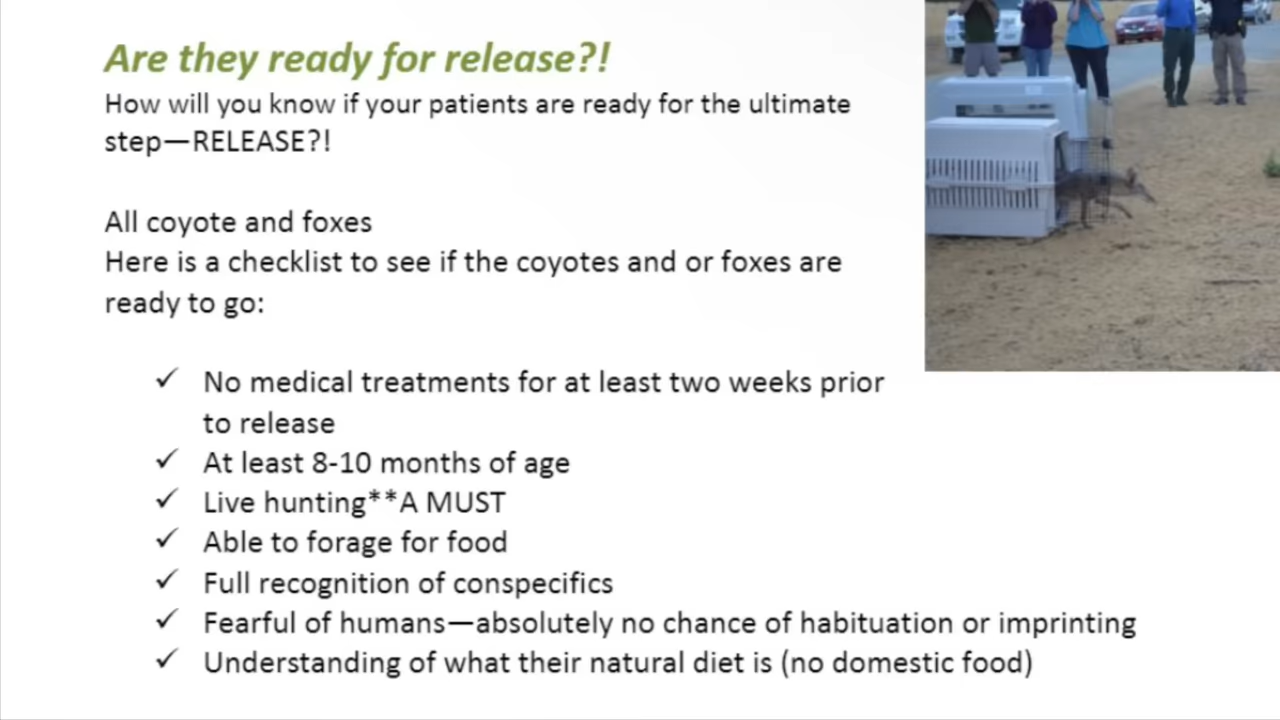 Are they ready for release?!
How will you know if your patients are ready for the ultimate
step—RELEASE?!
All coyote and foxes
Here is a checklist to see if the coyotes and or foxes are
ready to go:
✓ No medical treatments for at least two weeks prior
to release
✓ At least 8-10 months of age
✓ Live hunting**A MUST
✓ Able to forage for food
✓ Full recognition of conspecifics
✓ Fearful of humans—absolutely no chance of habituation or imprinting
✓ Understanding of what their natural diet is (no domestic food)